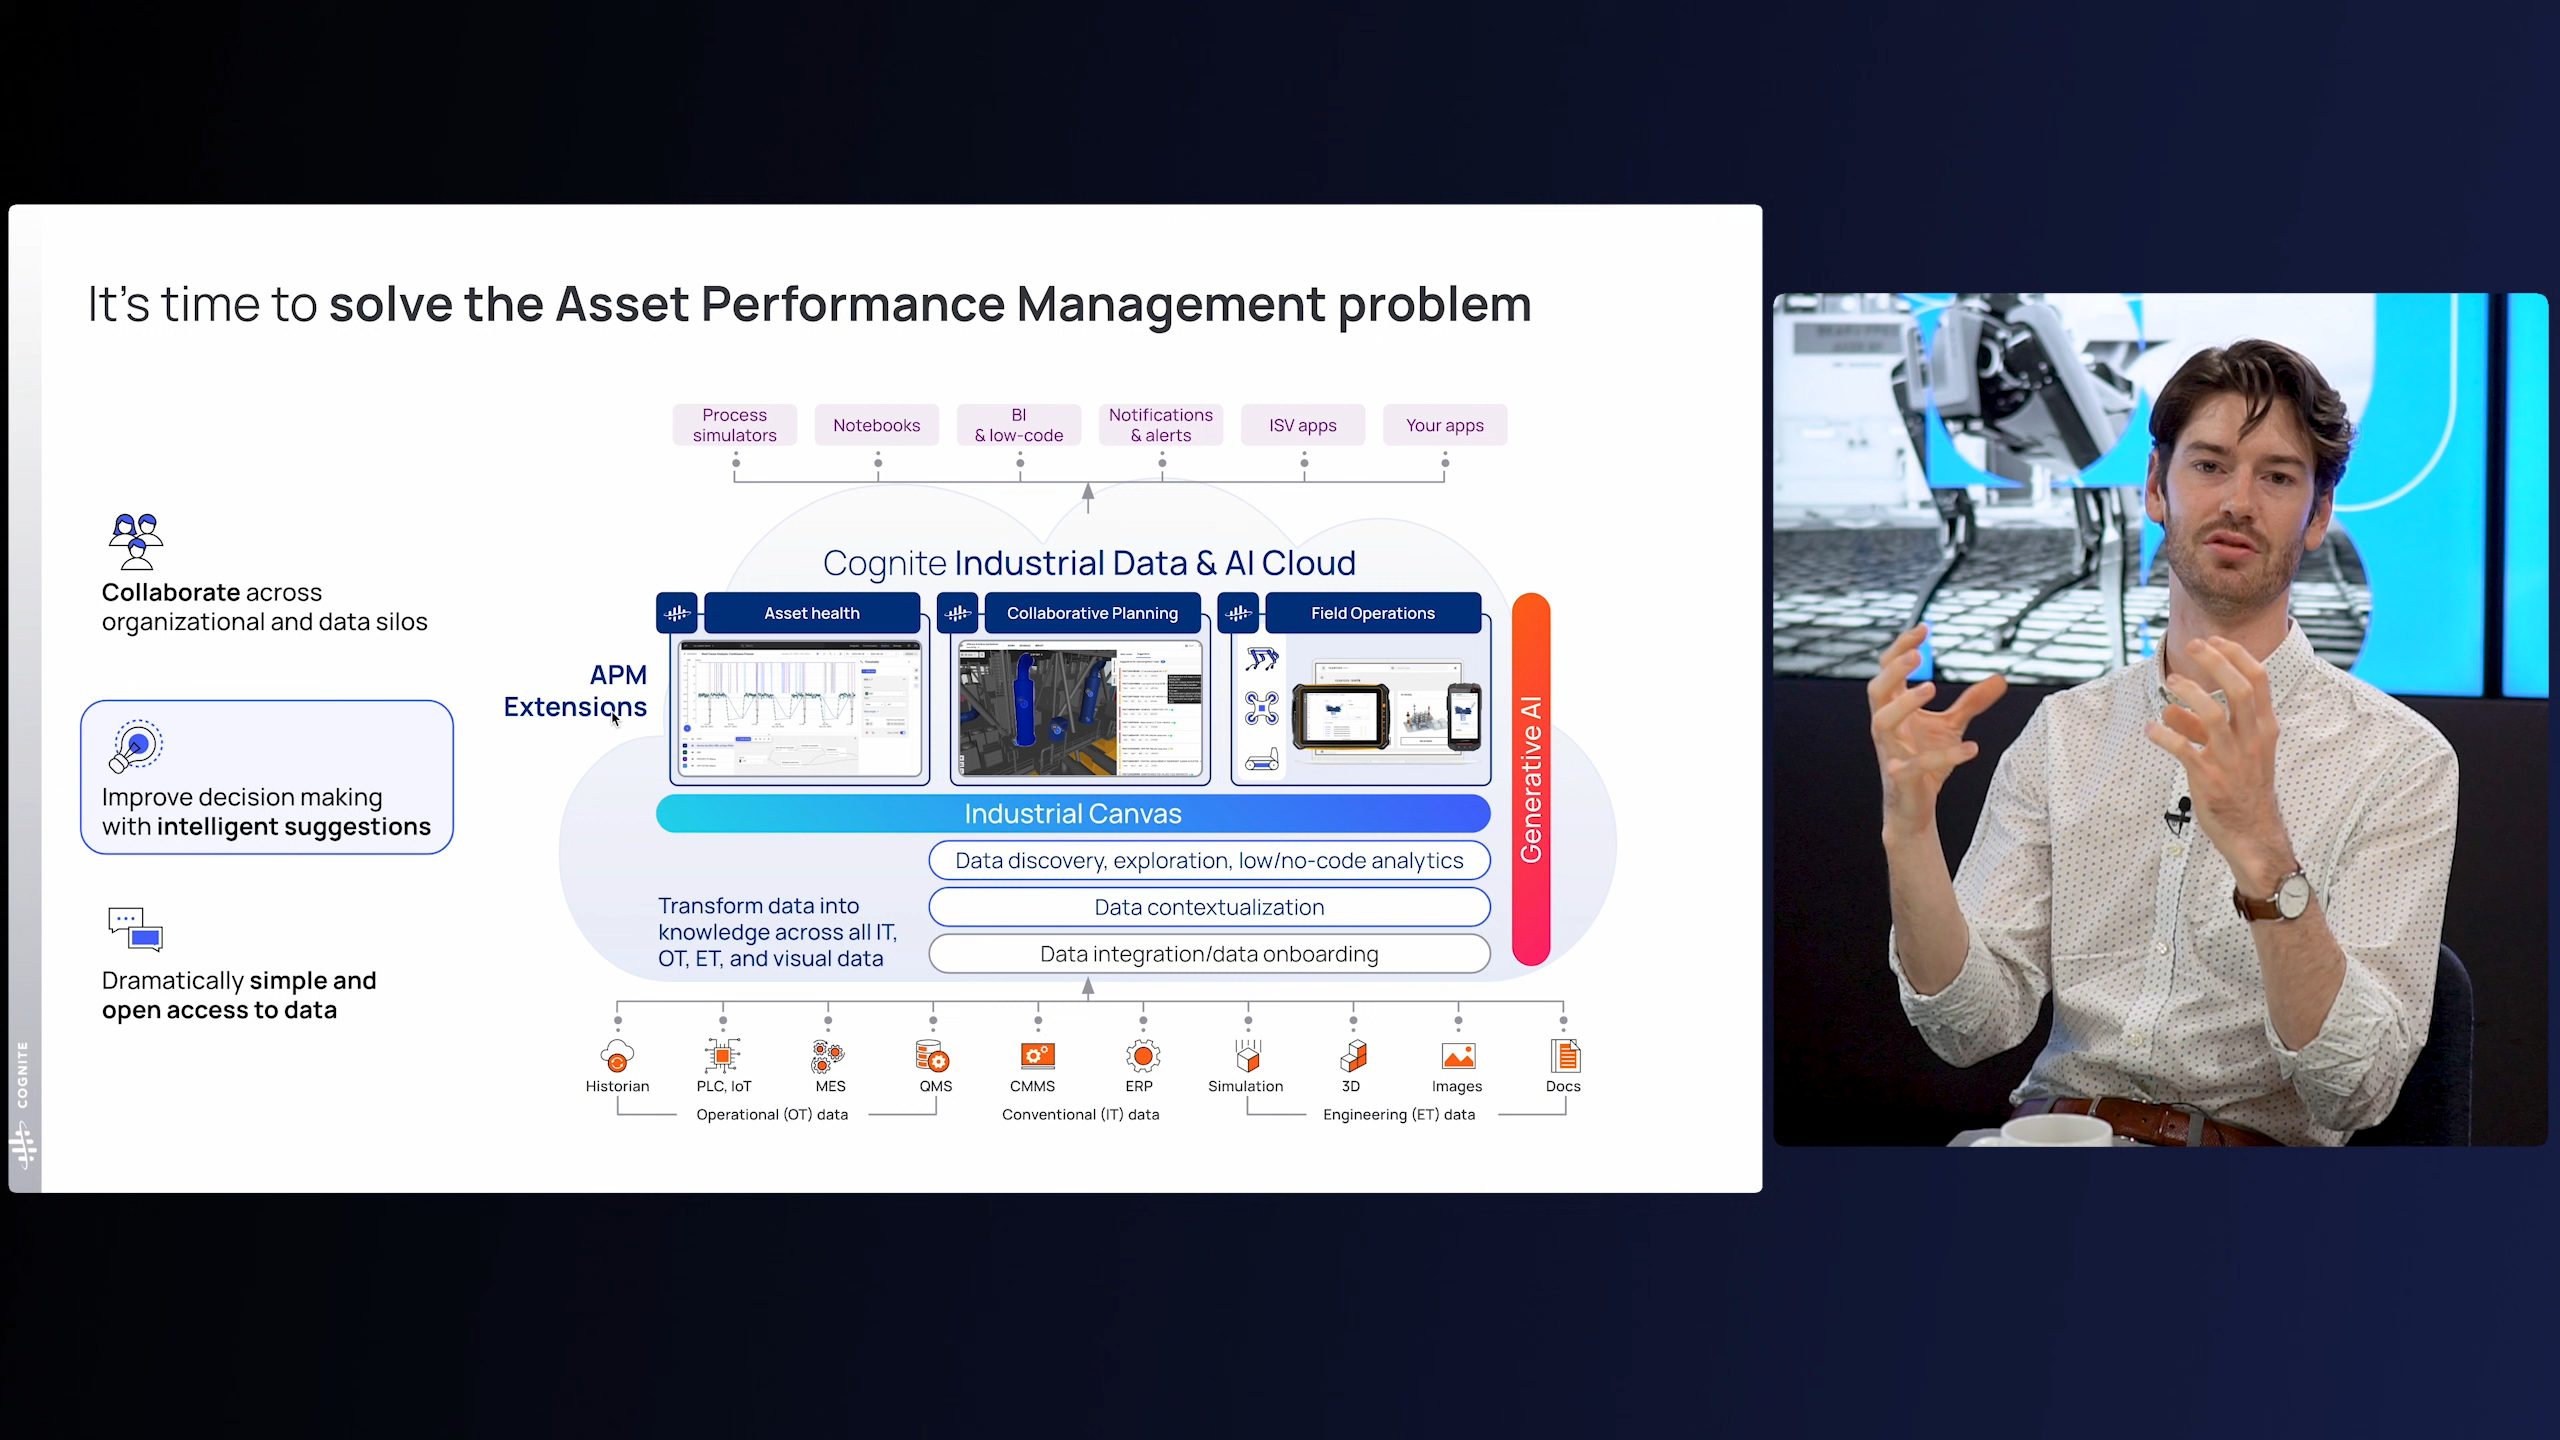 It's time to solve the Asset Performance Management problem
Collaborate across
organizational and data silos
Improve decision making
with intelligent suggestions
Dramatically simple and
open access to data
Process
simulators
Notebooks
BI
& low-code
Notifications
& alerts
ISV apps
Your apps
Cognite Industrial Data & AI Cloud
APM
Extensions
Asset health
Collaborative Planning
Field Operations
Generative AI
Industrial Canvas
Data discovery, exploration, low/no-code analytics
Transform data into
knowledge across all IT,
OT, ET, and visual data
Data contextualization
Data integration/data onboarding
Historian
PLC, IoT
MES
QMS
CMMS
ERP
Simulation
3D
Images
Docs
Operational (OT) data
Conventional (IT) data
Engineering (ET) data
COGNITE